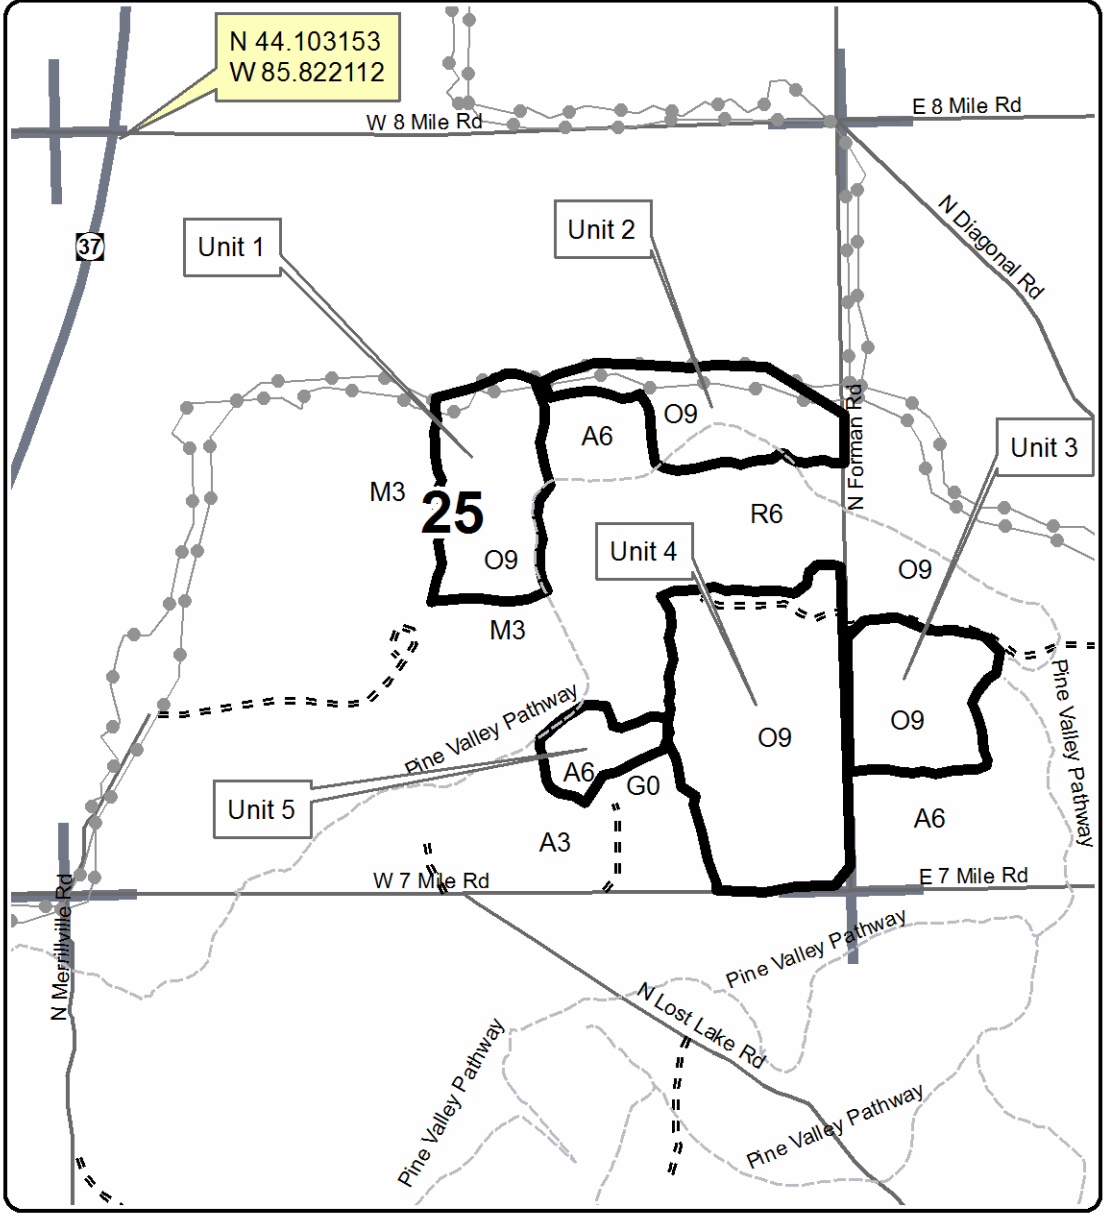 N 44.103153
W 85.822112
W 8 Mile Rd
E 8 Mile Rd
N Diagonal Rd
37
Unit 1
Unit 2
Unit 3
O9
A6
N Forman Rd
M3
25
R6
Unit 4
O9
O9
M3
Pine Valley Pathway
Pine Valley Pathway
O9
O9
A6
G0
Unit 5
A3
A6
W 7 Mile Rd
E 7 Mile Rd
N Merrillville Rd
Pine Valley Pathway
N Lost Lake Rd
Pine Valley Pathway
Pine Valley Pathway